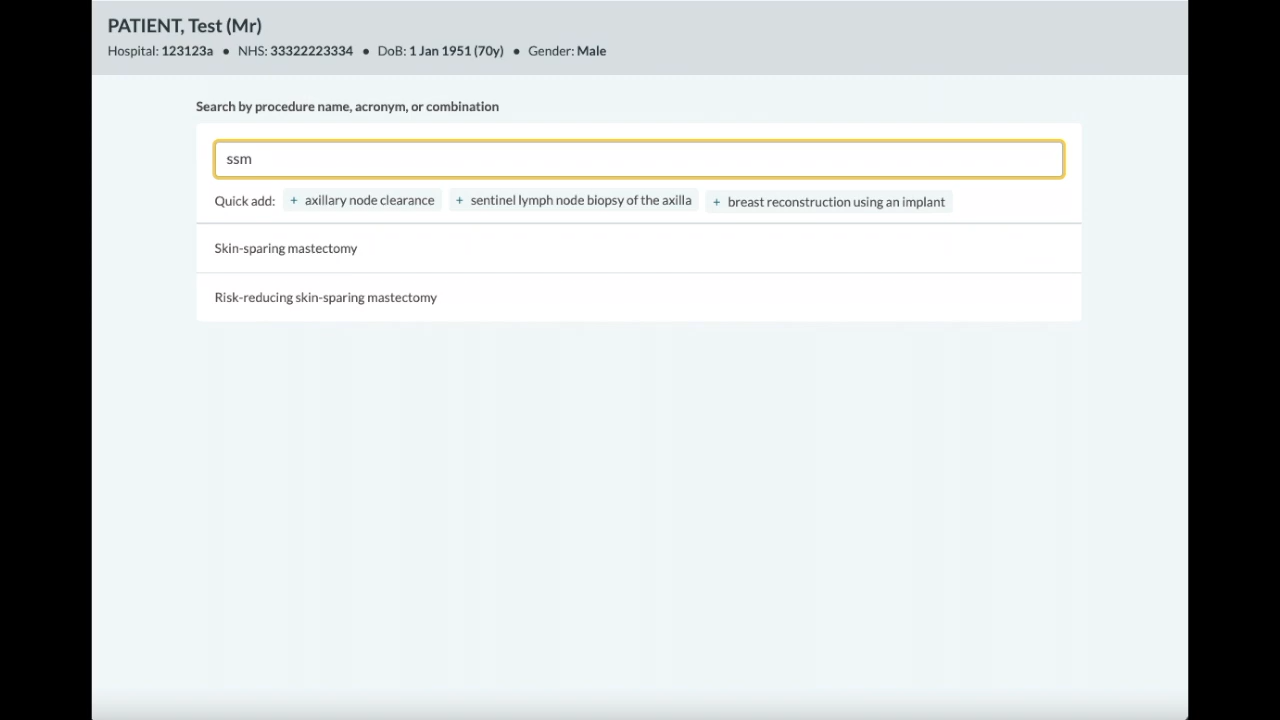 PATIENT, Test (Mr)
Hospital: 123123a • NHS: 33322223334 • DoB: 1 Jan 1951 (70y) • Gender: Male
Search by procedure name, acronym, or combination
ssm
Quick add: + axillary node clearance + sentinel lymph node biopsy of the axilla + breast reconstruction using an implant
Skin-sparing mastectomy
Risk-reducing skin-sparing mastectomy